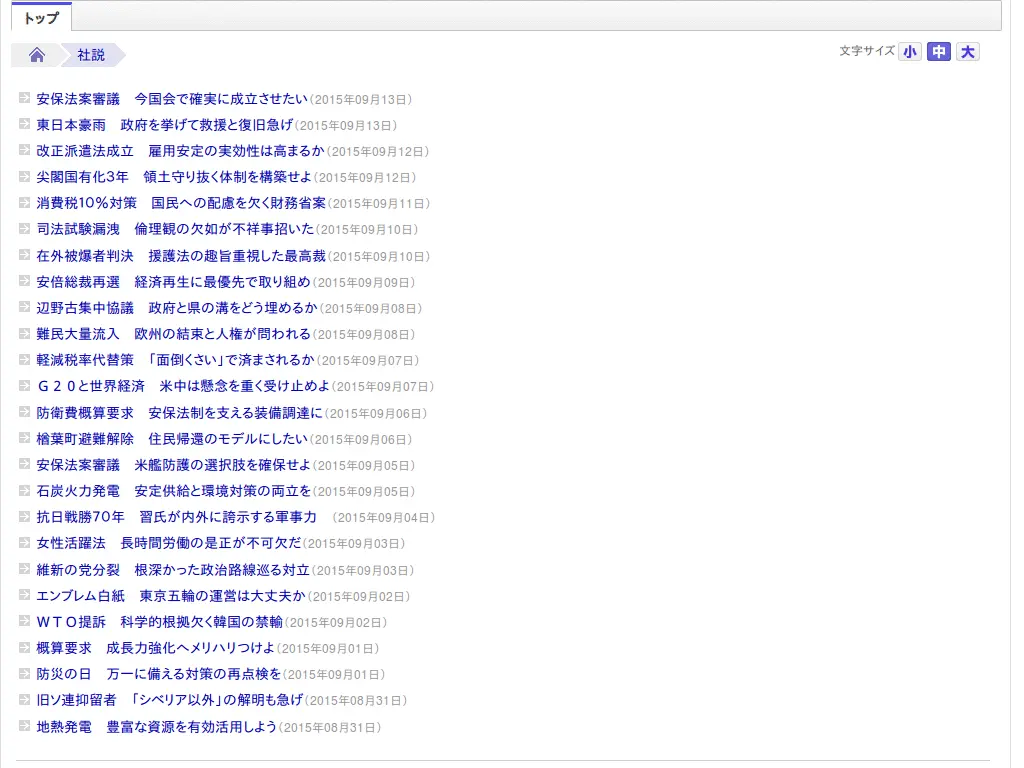 トップ
社説
文字サイズ 小 中 大
安保法案審議　今国会で確実に成立させたい(2015年09月13日)
東日本豪雨　政府を挙げて救援と復旧急げ(2015年09月13日)
改正派遣法成立　雇用安定の実効性は高まるか(2015年09月12日)
尖閣国有化3年　領土守り抜く体制を構築せよ(2015年09月12日)
消費税10％対策　国民への配慮を欠く財務省案(2015年09月11日)
司法試験漏洩　倫理観の欠如が不祥事招いた(2015年09月10日)
在外被爆者判決　援護法の趣旨重視した最高裁(2015年09月10日)
安倍総裁再選　経済再生に最優先で取り組め(2015年09月09日)
辺野古集中協議　政府と県の溝をどう埋めるか(2015年09月08日)
難民大量流入　欧州の結束と人権が問われる(2015年09月08日)
軽減税率代替策　「面倒くさい」で済まされるか(2015年09月07日)
Ｇ２０と世界経済　米中は懸念を重く受け止めよ(2015年09月07日)
防衛費概算要求　安保法制を支える装備調達に(2015年09月06日)
楢葉町避難解除　住民帰還のモデルにしたい(2015年09月06日)
安保法案審議　米艦防護の選択肢を確保せよ(2015年09月05日)
石炭火力発電　安定供給と環境対策の両立を(2015年09月05日)
抗日戦勝70年　習氏が内外に誇示する軍事力　(2015年09月04日)
女性活躍法　長時間労働の是正が不可欠だ(2015年09月03日)
維新の党分裂　根深かった政治路線巡る対立(2015年09月03日)
エンブレム白紙　東京五輪の運営は大丈夫か(2015年09月02日)
ＷＴＯ提訴　科学的根拠欠く韓国の禁輸(2015年09月02日)
概算要求　成長力強化へメリハリつけよ(2015年09月01日)
防災の日　万一に備える対策の再点検を(2015年09月01日)
旧ソ連抑留者　「シベリア以外」の解明も急げ(2015年08月31日)
地熱発電　豊富な資源を有効活用しよう(2015年08月31日)